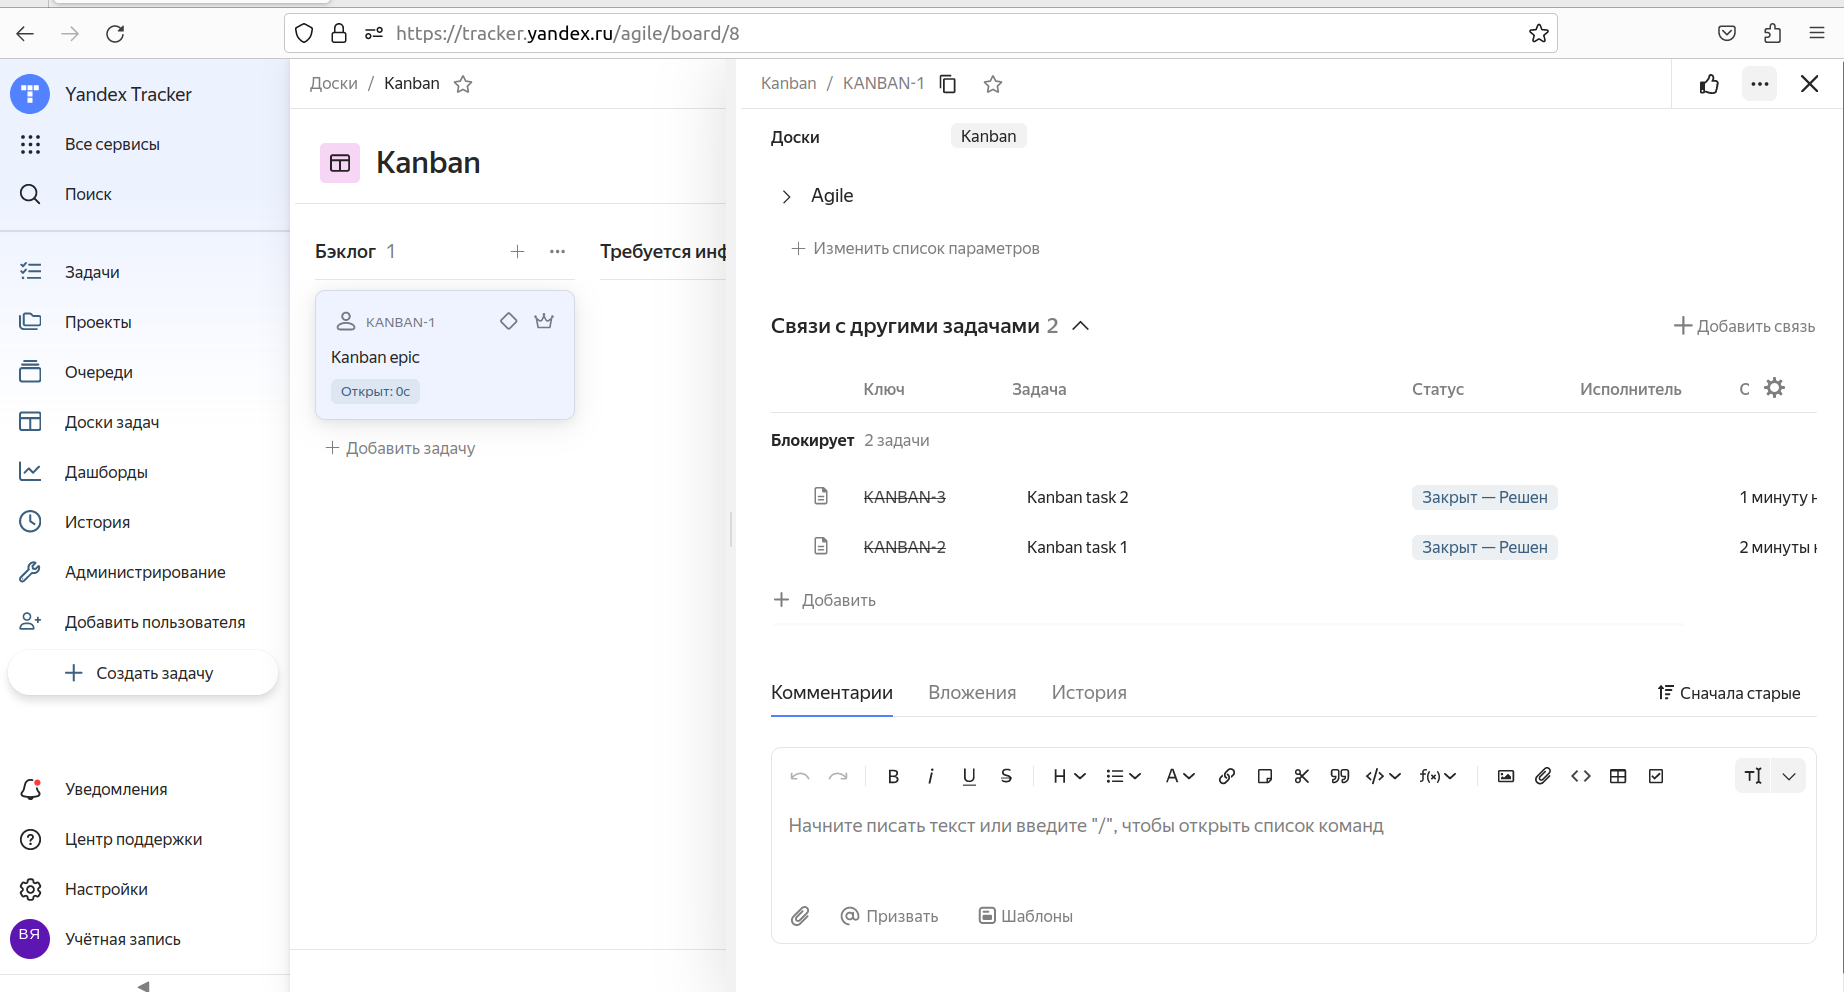 https://tracker.yandex.ru/agile/board/8
Yandex Tracker
Все сервисы
Поиск
Задачи
Проекты
Очереди
Доски задач
Дашборды
История
Администрирование
Добавить пользователя
Создать задачу
Уведомления
Центр поддержки
Настройки
ВЯ
Учётная запись
Доски / Kanban
Kanban
Бэклог 1
Требуется инф
KANBAN-1
Kanban epic
Открыт: 0с
Добавить задачу
Kanban / KANBAN-1
Доски Kanban
Agile
Изменить список параметров
Связи с другими задачами 2
Добавить связь
Ключ Задача Статус Исполнитель О
Блокирует 2 задачи
KANBAN-3 Kanban task 2 Закрыт — Решен 1 минуту н
KANBAN-2 Kanban task 1 Закрыт — Решен 2 минуты н
Добавить
Комментарии Вложения История
Сначала старые
Начните писать текст или введите "/", чтобы открыть список команд
Призвать Шаблоны